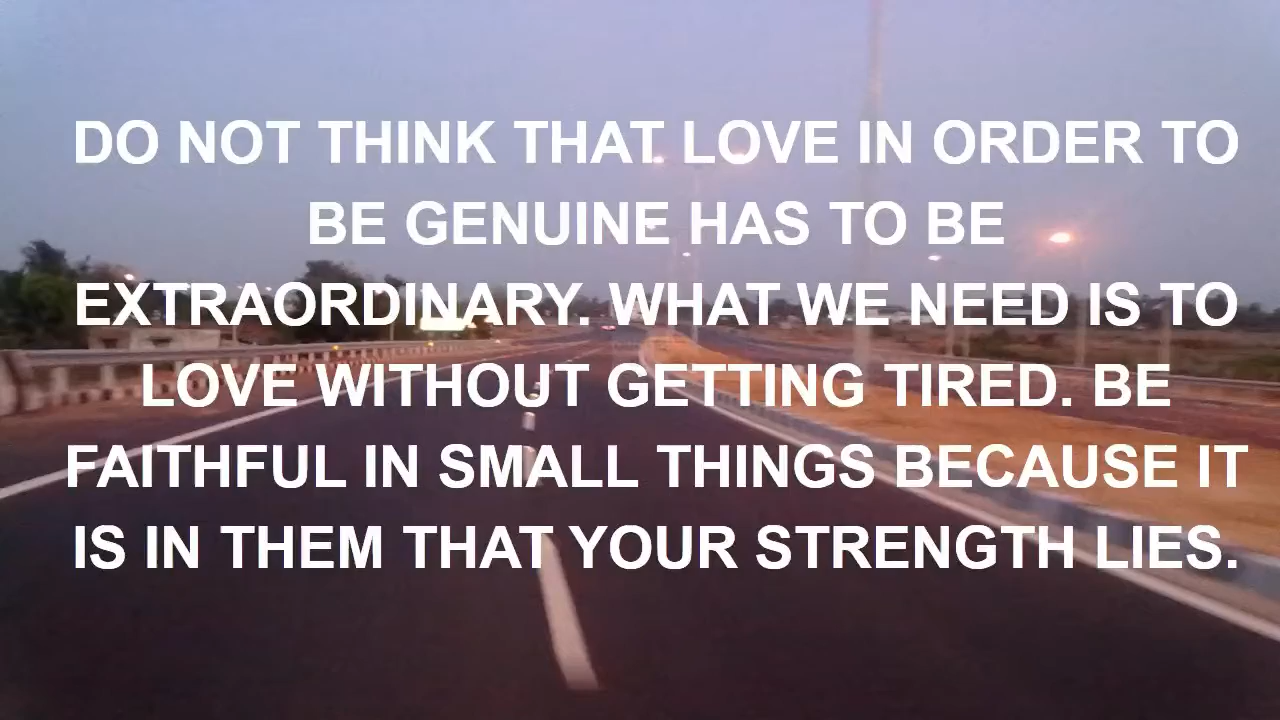 DO NOT THINK THAT LOVE IN ORDER TO
BE GENUINE HAS TO BE
EXTRAORDINARY. WHAT WE NEED IS TO
LOVE WITHOUT GETTING TIRED. BE
FAITHFUL IN SMALL THINGS BECAUSE IT
IS IN THEM THAT YOUR STRENGTH LIES.